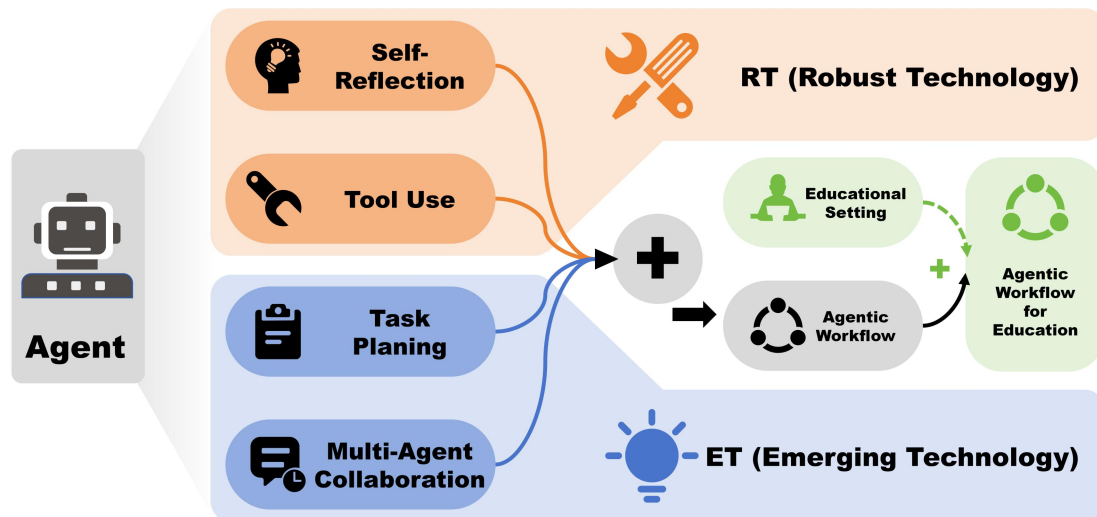 Self-
Reflection
RT (Robust Technology)
Tool Use
Educational
Setting
Agentic
Workflow
for
Education
Agentic
Workflow
Agent
Task
Planing
Multi-Agent
Collaboration
ET (Emerging Technology)